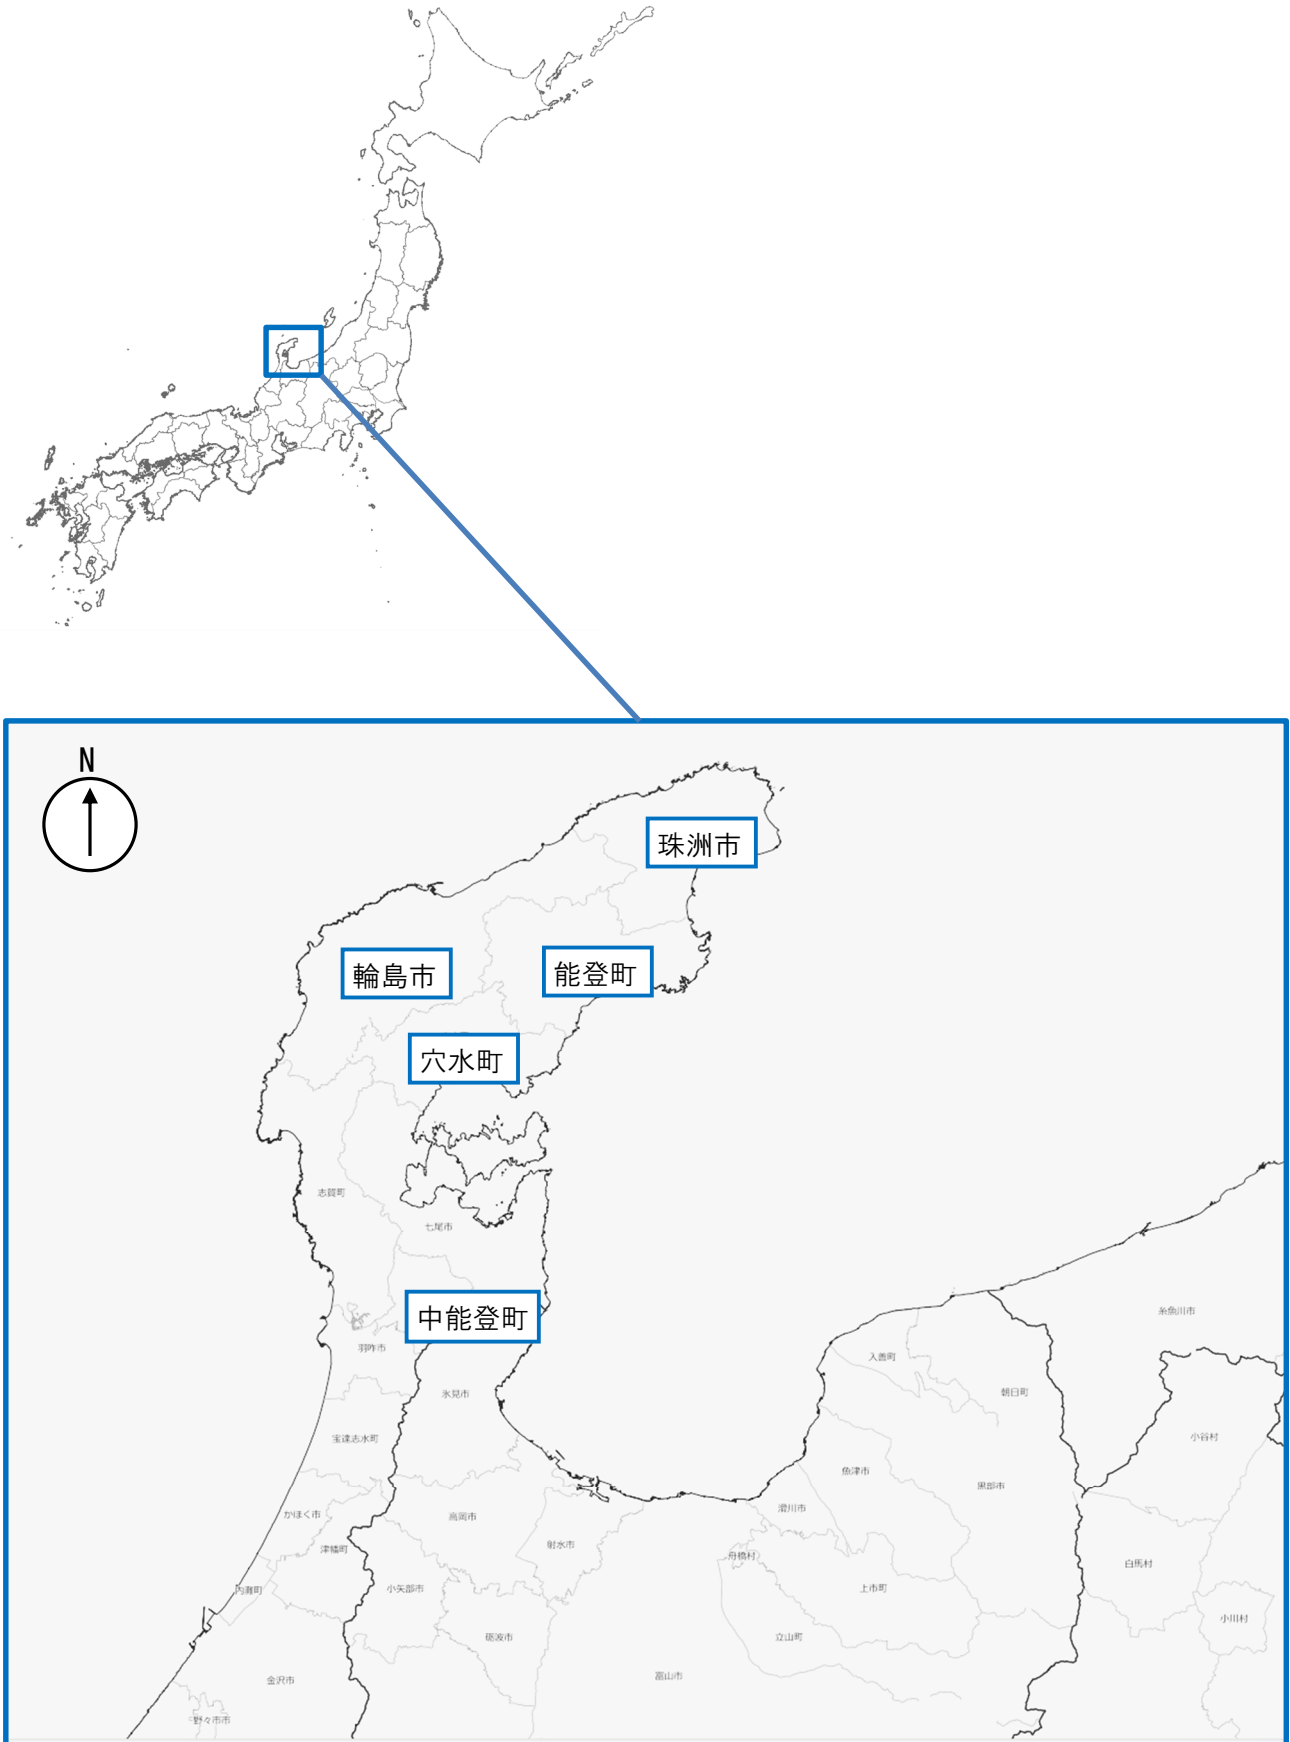 N
珠洲市
輪島市
能登町
穴水町
志賀町
七尾市
中能登町
糸魚川市
羽咋市
入善町
氷見市
朝日町
宝達志水町
小谷村
魚津市
黒部市
かほく市
高岡市
滑川市
津幡町
射水市
舟橋村
白馬村
内灘町
小矢部市
上市町
小川村
砺波市
立山町
金沢市
富山市
野々市市